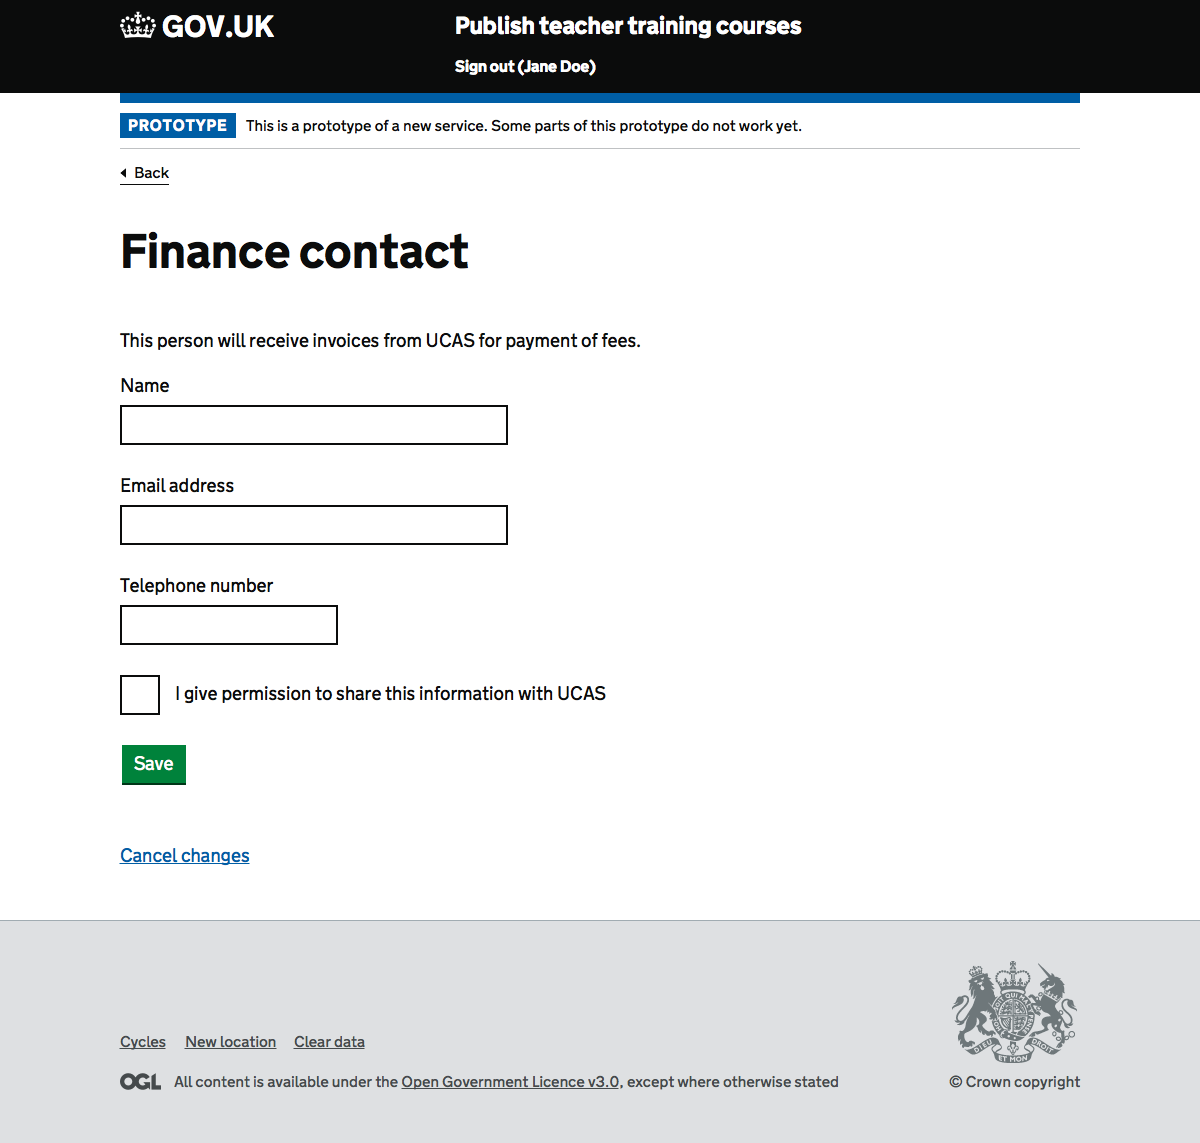 GOV.UK
Publish teacher training courses
Sign out (Jane Doe)
PROTOTYPE This is a prototype of a new service. Some parts of this prototype do not work yet.
Back
Finance contact
This person will receive invoices from UCAS for payment of fees.
Name
Email address
Telephone number
I give permission to share this information with UCAS
Save
Cancel changes
Cycles New location Clear data
OGL All content is available under the Open Government Licence v3.0, except where otherwise stated
DIEU ET MON DROIT
© Crown copyright